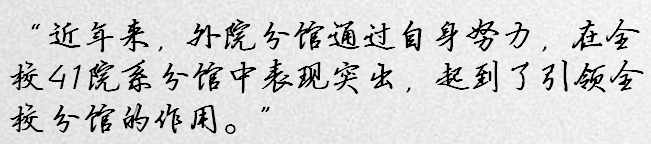 “近年来，外院分馆通过自身努力，在全
校41院系分馆中表现突出，起到了引领全
校分馆的作用。”